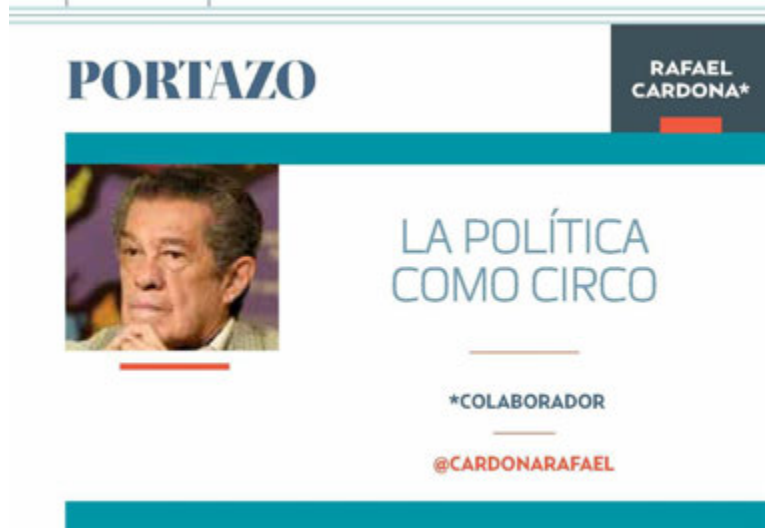 PORTAZO
RAFAEL
CARDONA*
LA POLÍTICA
COMO CIRCO
*COLABORADOR
@CARDONARAFAEL